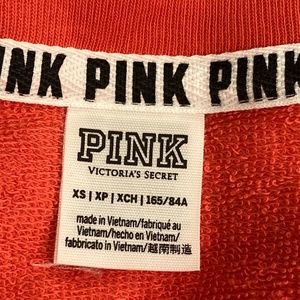 INK PINK PINK
PINK
VICTORIA'S SECRET
XS | XP | XCH | 165/84A
made in Vietnam/fabriqué au
Vietnam/hecho en Vietnam/
fabbricato in Vietnam/越南制造